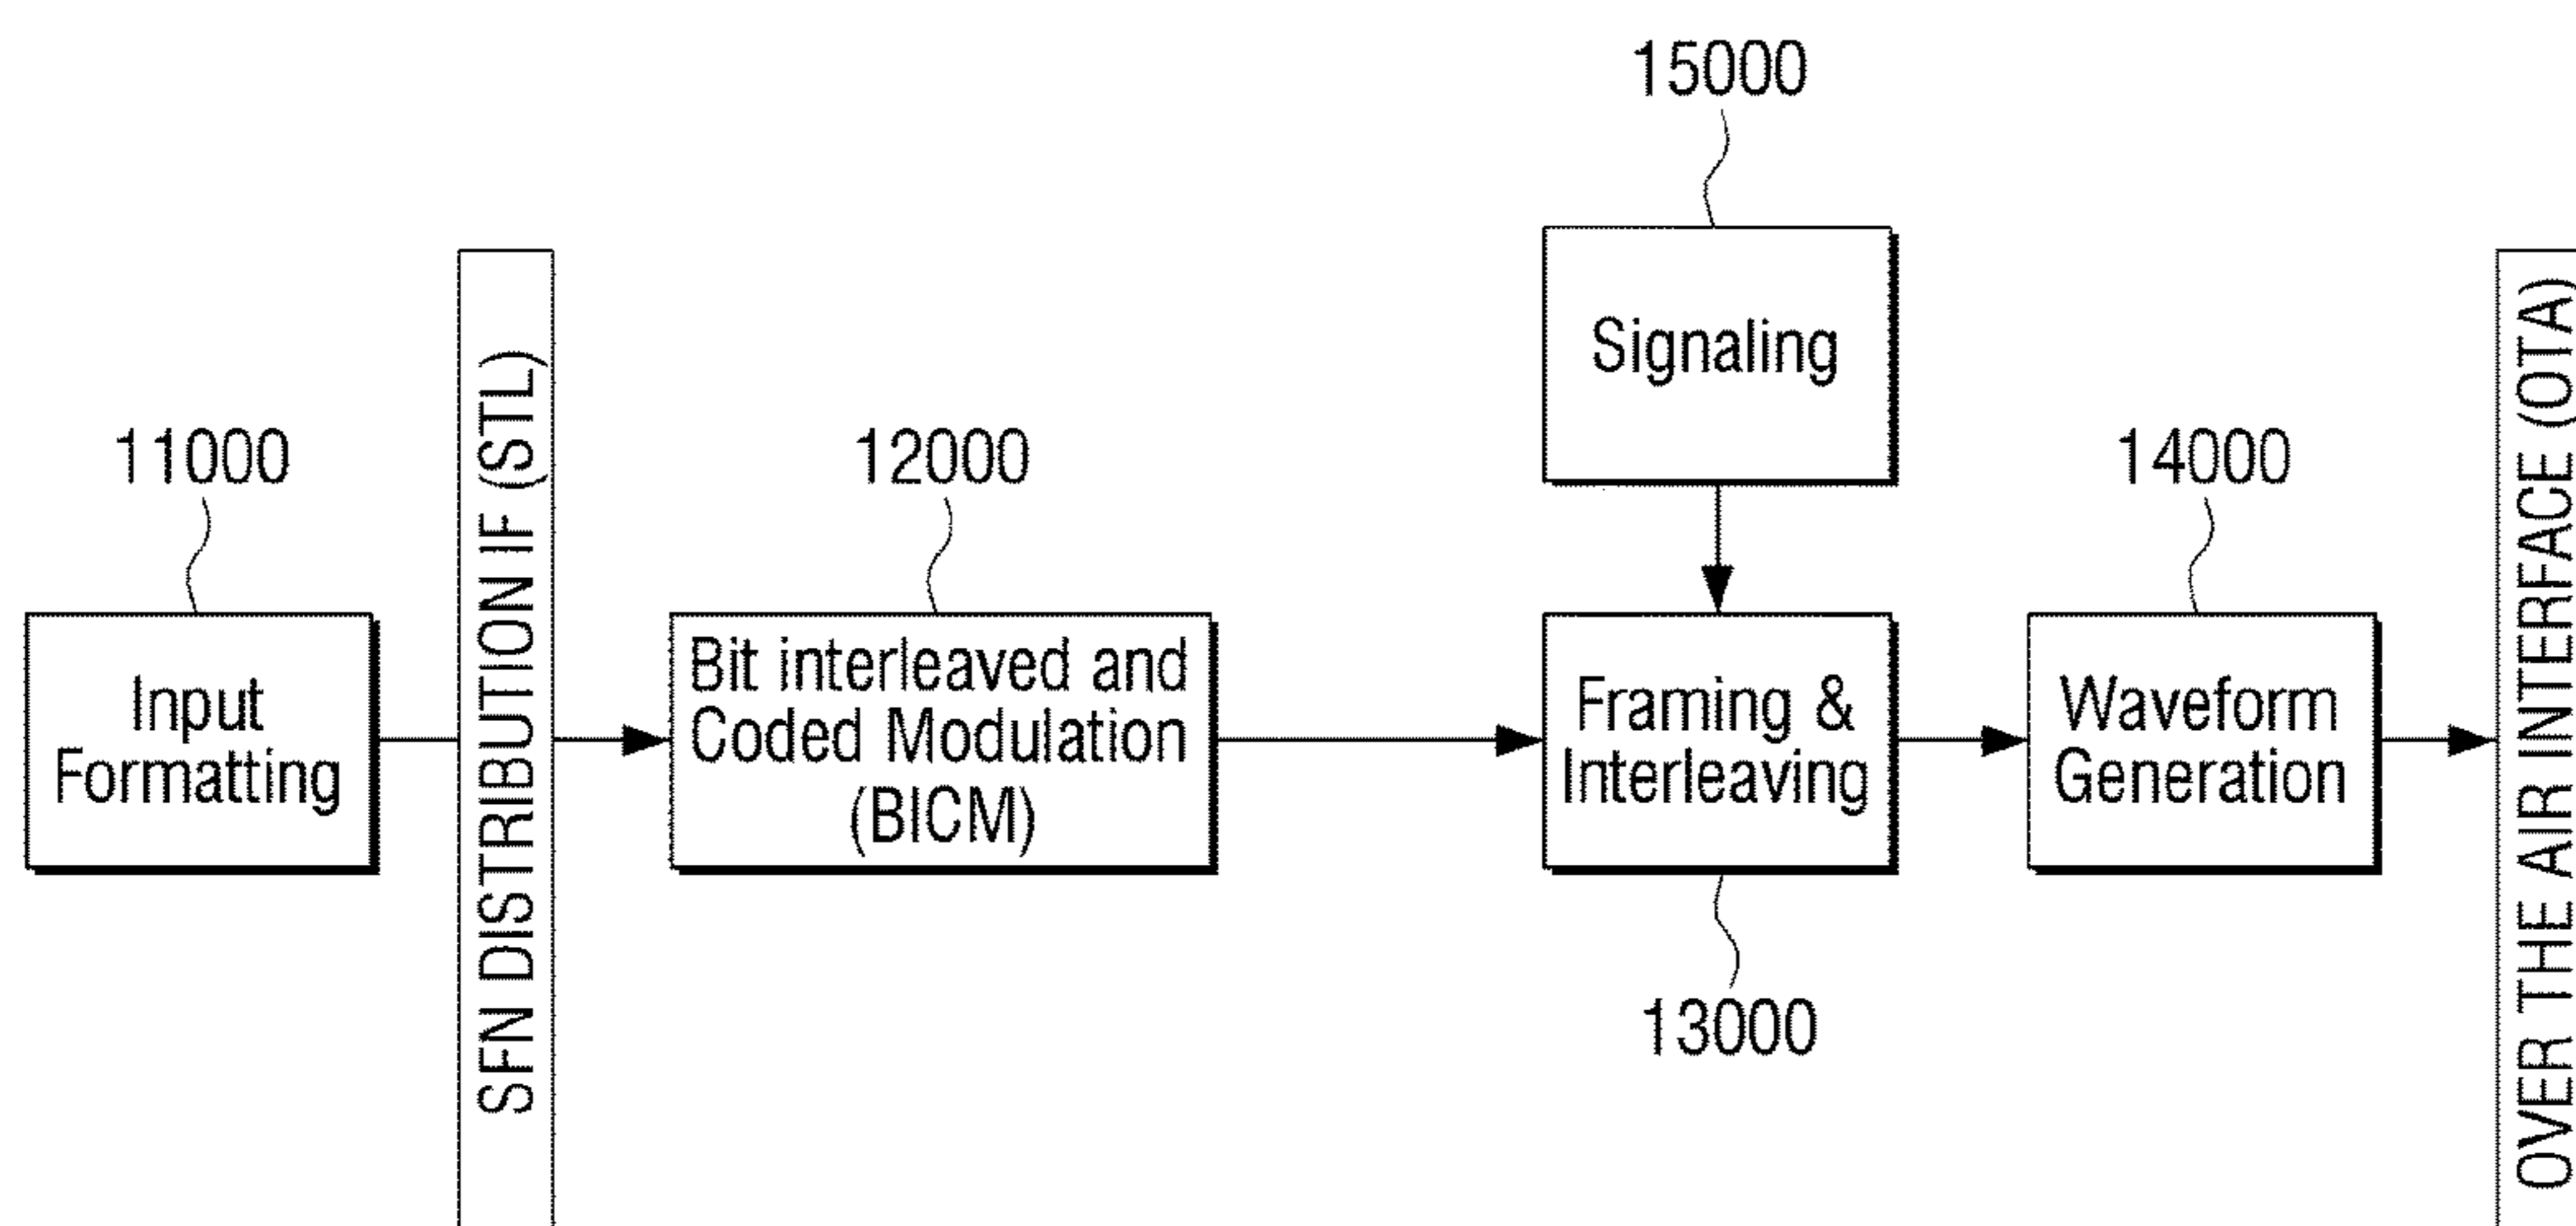 15000
Signaling
11000
Input
Formatting
SFN DISTRIBUTION IF (STL)
12000
Bit interleaved and
Coded Modulation
(BICM)
Framing &
Interleaving
13000
14000
Waveform
Generation
OVER THE AIR INTERFACE (OTA)